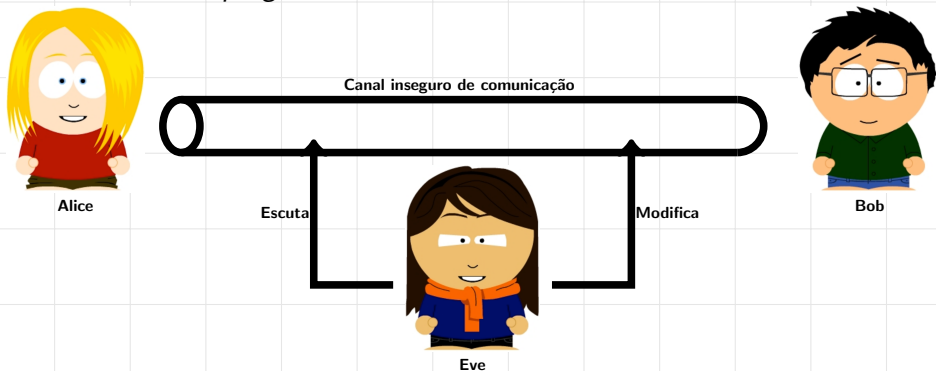 Canal inseguro de comunicação
Alice
Bob
Escuta
Modifica
Eve